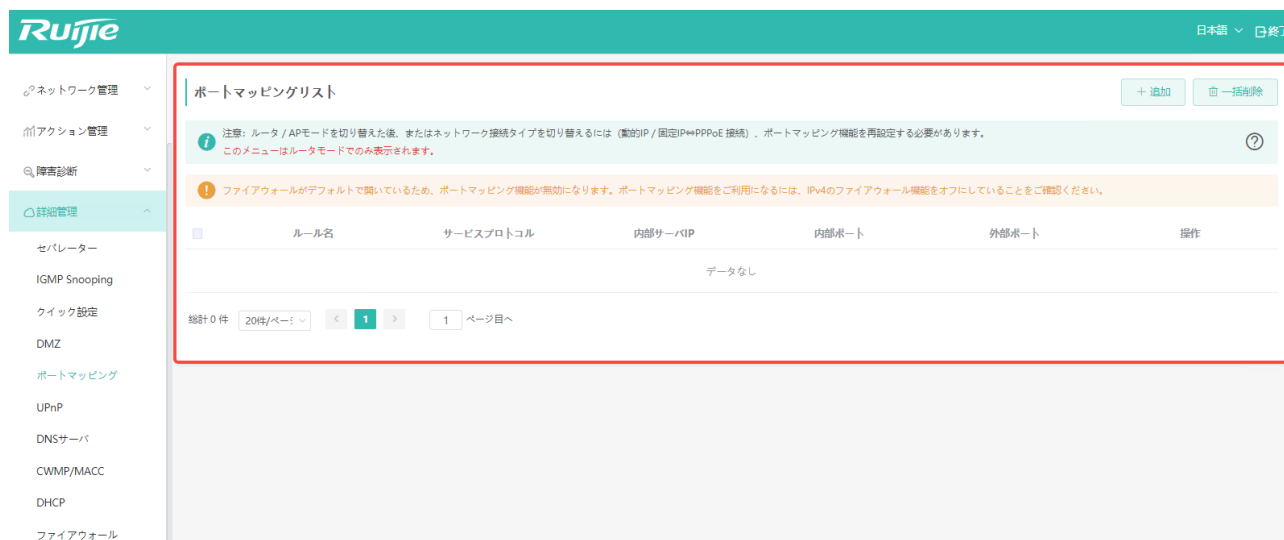 Ruijie
日本語
終了
ネットワーク管理
アクション管理
障害診断
詳細管理
セパレーター
IGMP Snooping
クイック設定
DMZ
ポートマッピング
UPnP
DNSサーバ
CWMP/MACC
DHCP
ファイアウォール
ポートマッピングリスト
+ 追加
一括削除
注意：ルータ / APモードを切り替えた後、またはネットワーク接続タイプを切り替えるには（動的IP / 固定IP⇔PPPoE 接続）、ポートマッピング機能を再設定する必要があります。
このメニューはルータモードでのみ表示されます。
ファイアウォールがデフォルトで開いているため、ポートマッピング機能が無効になります。ポートマッピング機能をご利用になるには、IPv4のファイアウォール機能をオフにしていることをご確認ください。
ルール名 サービスプロトコル 内部サーバIP 内部ポート 外部ポート 操作
データなし
総計 0 件 20件/ページ < 1 > 1 ページ目へ